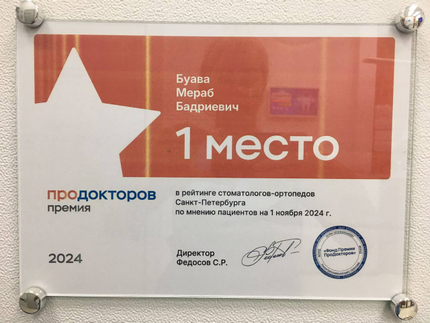 Буава
Мераб
Бадриевич
1 место
продокторов
премия
в рейтинге стоматологов-ортопедов
Санкт-Петербурга
по мнению пациентов на 1 ноября 2024 г.
2024
Директор
Федосов С.Р.
«Фонд Премии
ПроДокторов»